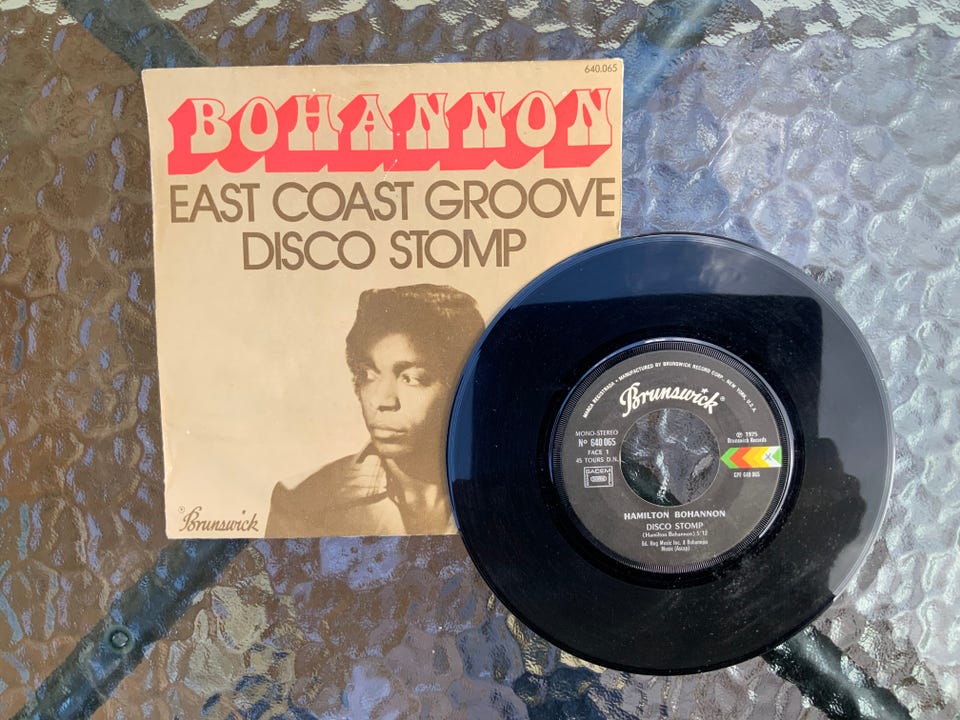 640.065
BOHANNON
EAST COAST GROOVE
DISCO STOMP
Brunswick
MARCA REGISTRADA • MANUFACTURED BY BRUNSWICK RECORD CORP., NEW YORK, U.S.A.
Brunswick®
MONO-STEREO
Nº 640 065
FACE 1
45 TOURS D.N.
SACEM
℗ 1975
Brunswick Records
GPF 640 065
HAMILTON BOHANNON
DISCO STOMP
(Hamilton Bohannon) 5'12
Music (Ascap)